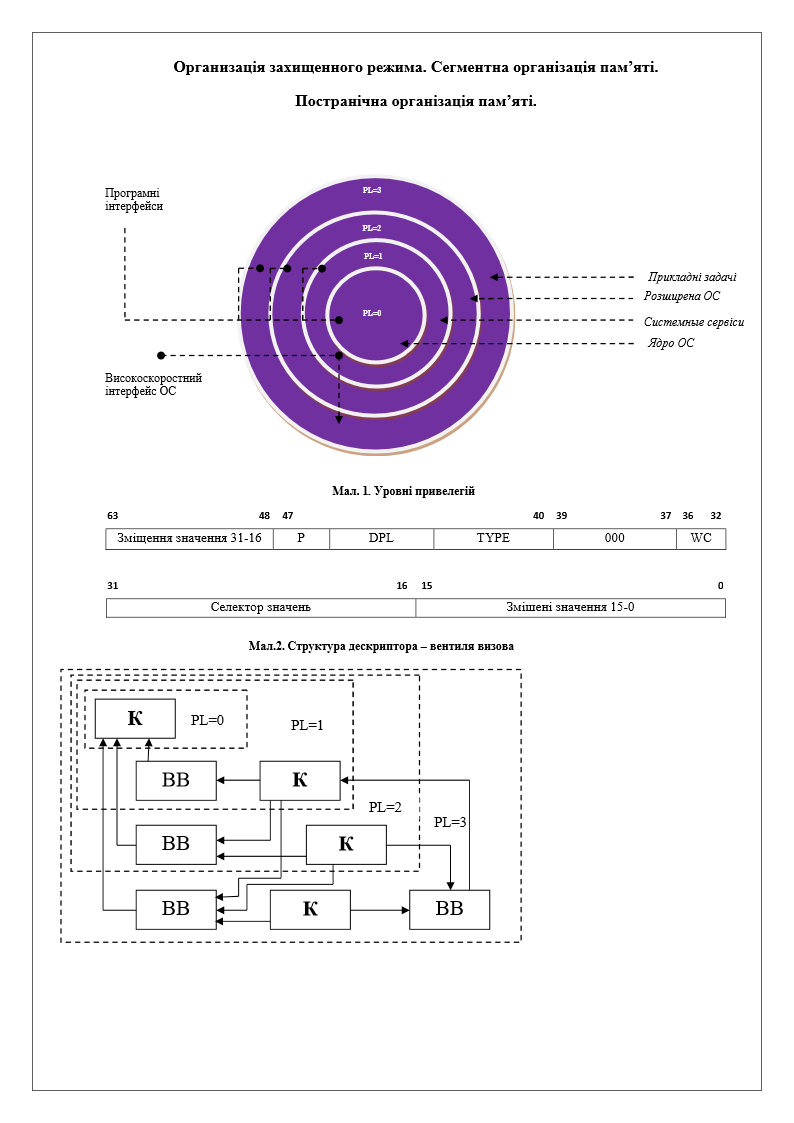 Организація захищенного режима. Сегментна організація пам’яті.
Постранічна організація пам’яті.
Програмні
інтерфейси
PL=3
PL=2
PL=1
PL=0
Прикладні задачі
Розширена ОС
Системные сервіси
Ядро ОС
Високоскоростний
інтерфейс ОС
Мал. 1. Уровні привелегій
63 48 47 40 39 37 36 32
Зміщення значення 31-16 P DPL TYPE 000 WC
31 16 15 0
Селектор значень Зміщені значення 15-0
Мал.2. Структура дескриптора – вентиля визова
К PL=0 PL=1
ВВ К
PL=2
PL=3
ВВ К
ВВ К ВВ